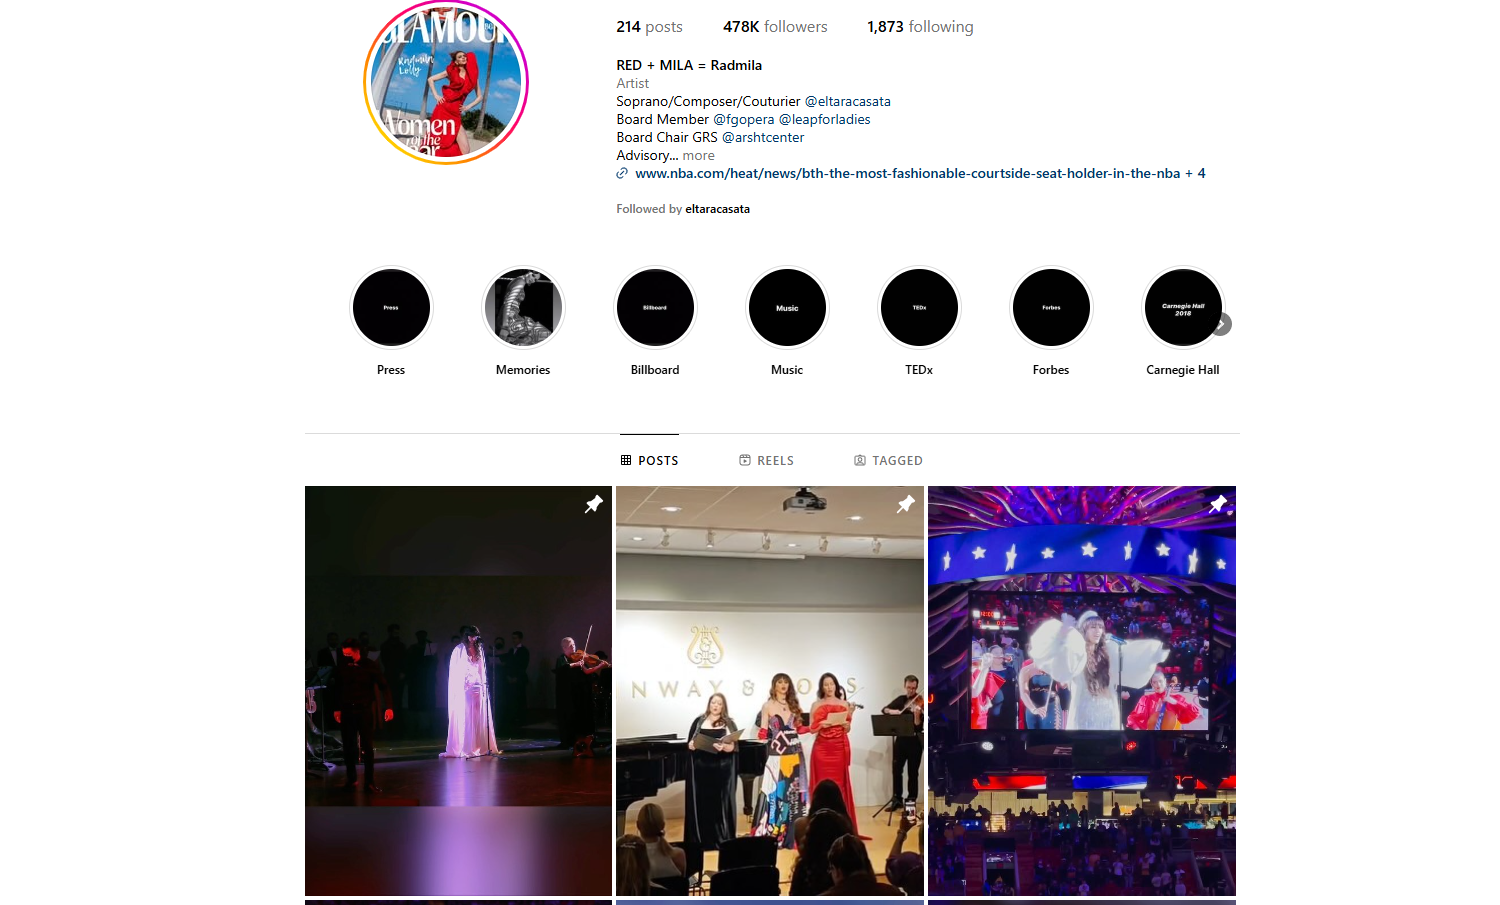 GLAMOUR
Radmila
Lolly
Women
of the
Year
214 posts
478K followers
1,873 following
RED + MILA = Radmila
Artist
Soprano/Composer/Couturier @eltaracasata
Board Member @fgopera @leapforladies
Board Chair GRS @arshtcenter
Advisory... more
www.nba.com/heat/news/bth-the-most-fashionable-courtside-seat-holder-in-the-nba + 4
Followed by eltaracasata
Press
Billboard
Music
TEDx
Forbes
Carnegie Hall
2018
Press
Memories
Billboard
Music
TEDx
Forbes
Carnegie Hall
POSTS
REELS
TAGGED
NWAY & SONS